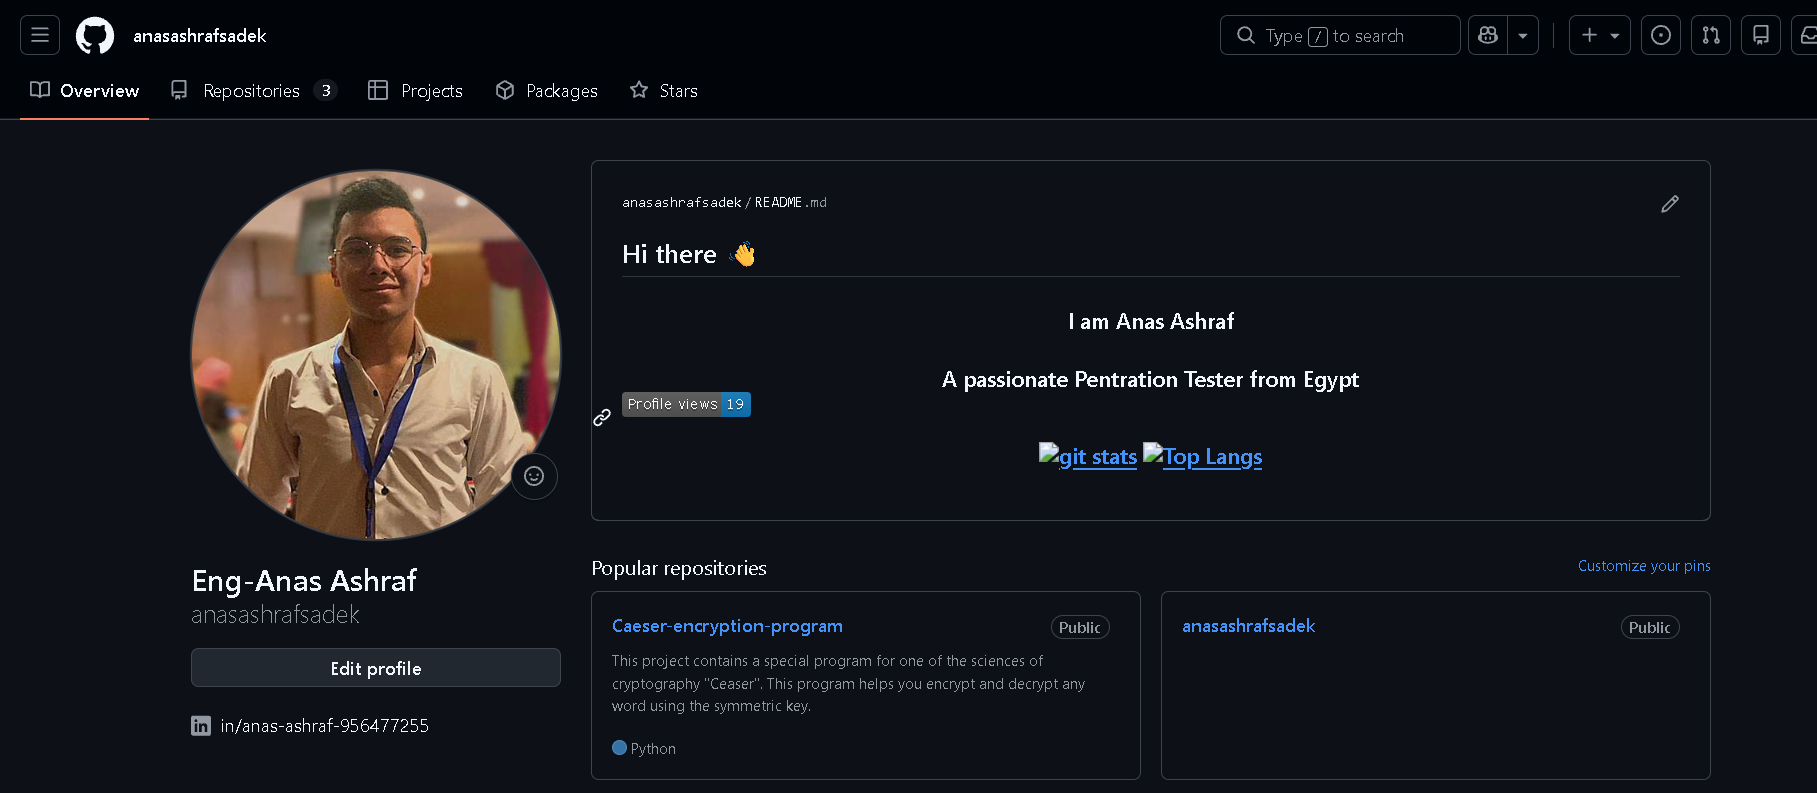 anasashrafsadek
Type / to search
Overview
Repositories 3
Projects
Packages
Stars
anasashrafsadek/README.md
Hi there 👋
I am Anas Ashraf
A passionate Pentration Tester from Egypt
Profile views 19
git stats Top Langs
Eng-Anas Ashraf
anasashrafsadek
Edit profile
in/anas-ashraf-956477255
Popular repositories
Customize your pins
Caeser-encryption-program
Public
This project contains a special program for one of the sciences of
cryptography "Ceaser". This program helps you encrypt and decrypt any
word using the symmetric key.
Python
anasashrafsadek
Public